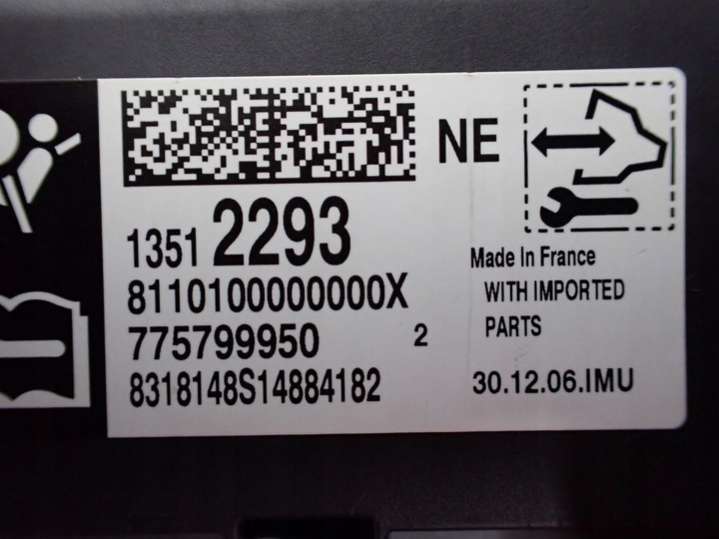 NE
1351 2293
8110100000000X
775799950 2
8318148S14884182
Made In France
WITH IMPORTED
PARTS
30.12.06.IMU